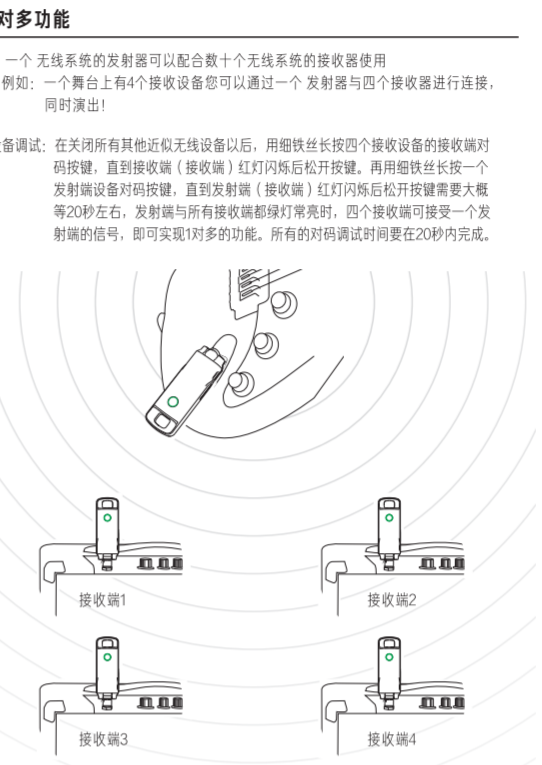 对多功能
一个 无线系统的发射器可以配合数十个无线系统的接收器使用
例如：一个舞台上有4个接收设备您可以通过一个 发射器与四个接收器进行连接，
同时演出！
备调试：在关闭所有其他近似无线设备以后，用细铁丝长按四个接收设备的接收端对
码按键，直到接收端（接收端）红灯闪烁后松开按键。再用细铁丝长按一个
发射端设备对码按键，直到发射端（接收端）红灯闪烁后松开按键需要大概
等20秒左右，发射端与所有接收端都绿灯常亮时，四个接收端可接受一个发
射端的信号，即可实现1对多的功能。所有的对码调试时间要在20秒内完成。
接收端1
接收端2
接收端3
接收端4